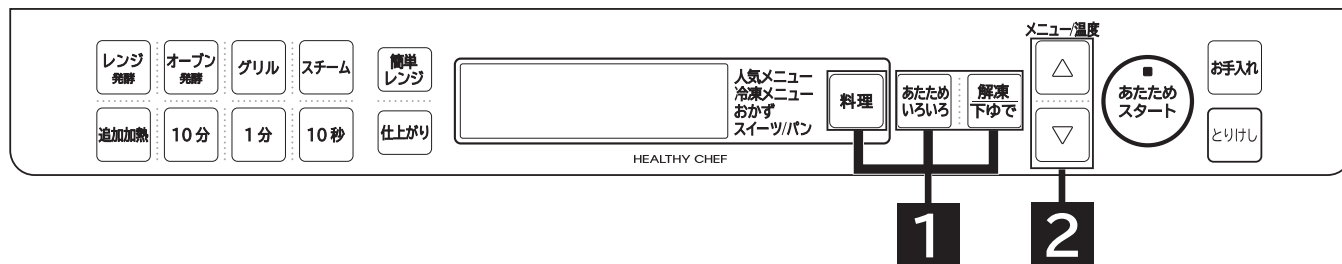 メニュー/温度
レンジ
発酵
オーブン
発酵
グリル
スチーム
簡単
レンジ
人気メニュー
冷凍メニュー
おかず
スイーツ/パン
料理
あたため
いろいろ
解凍
下ゆで
あたため
スタート
お手入れ
追加加熱
10分
1分
10秒
仕上がり
とりけし
HEALTHY CHEF
1
2